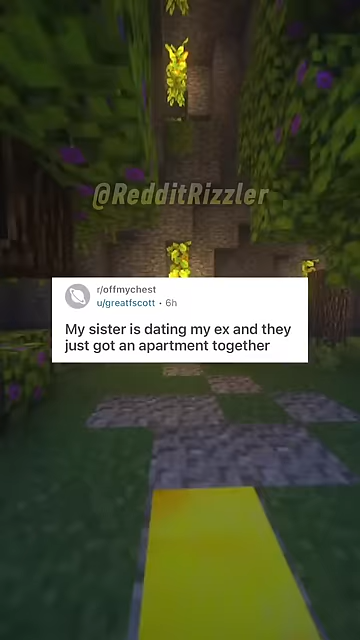 @RedditRizzler
r/offmychest
u/greatfscott • 6h
My sister is dating my ex and they
just got an apartment together